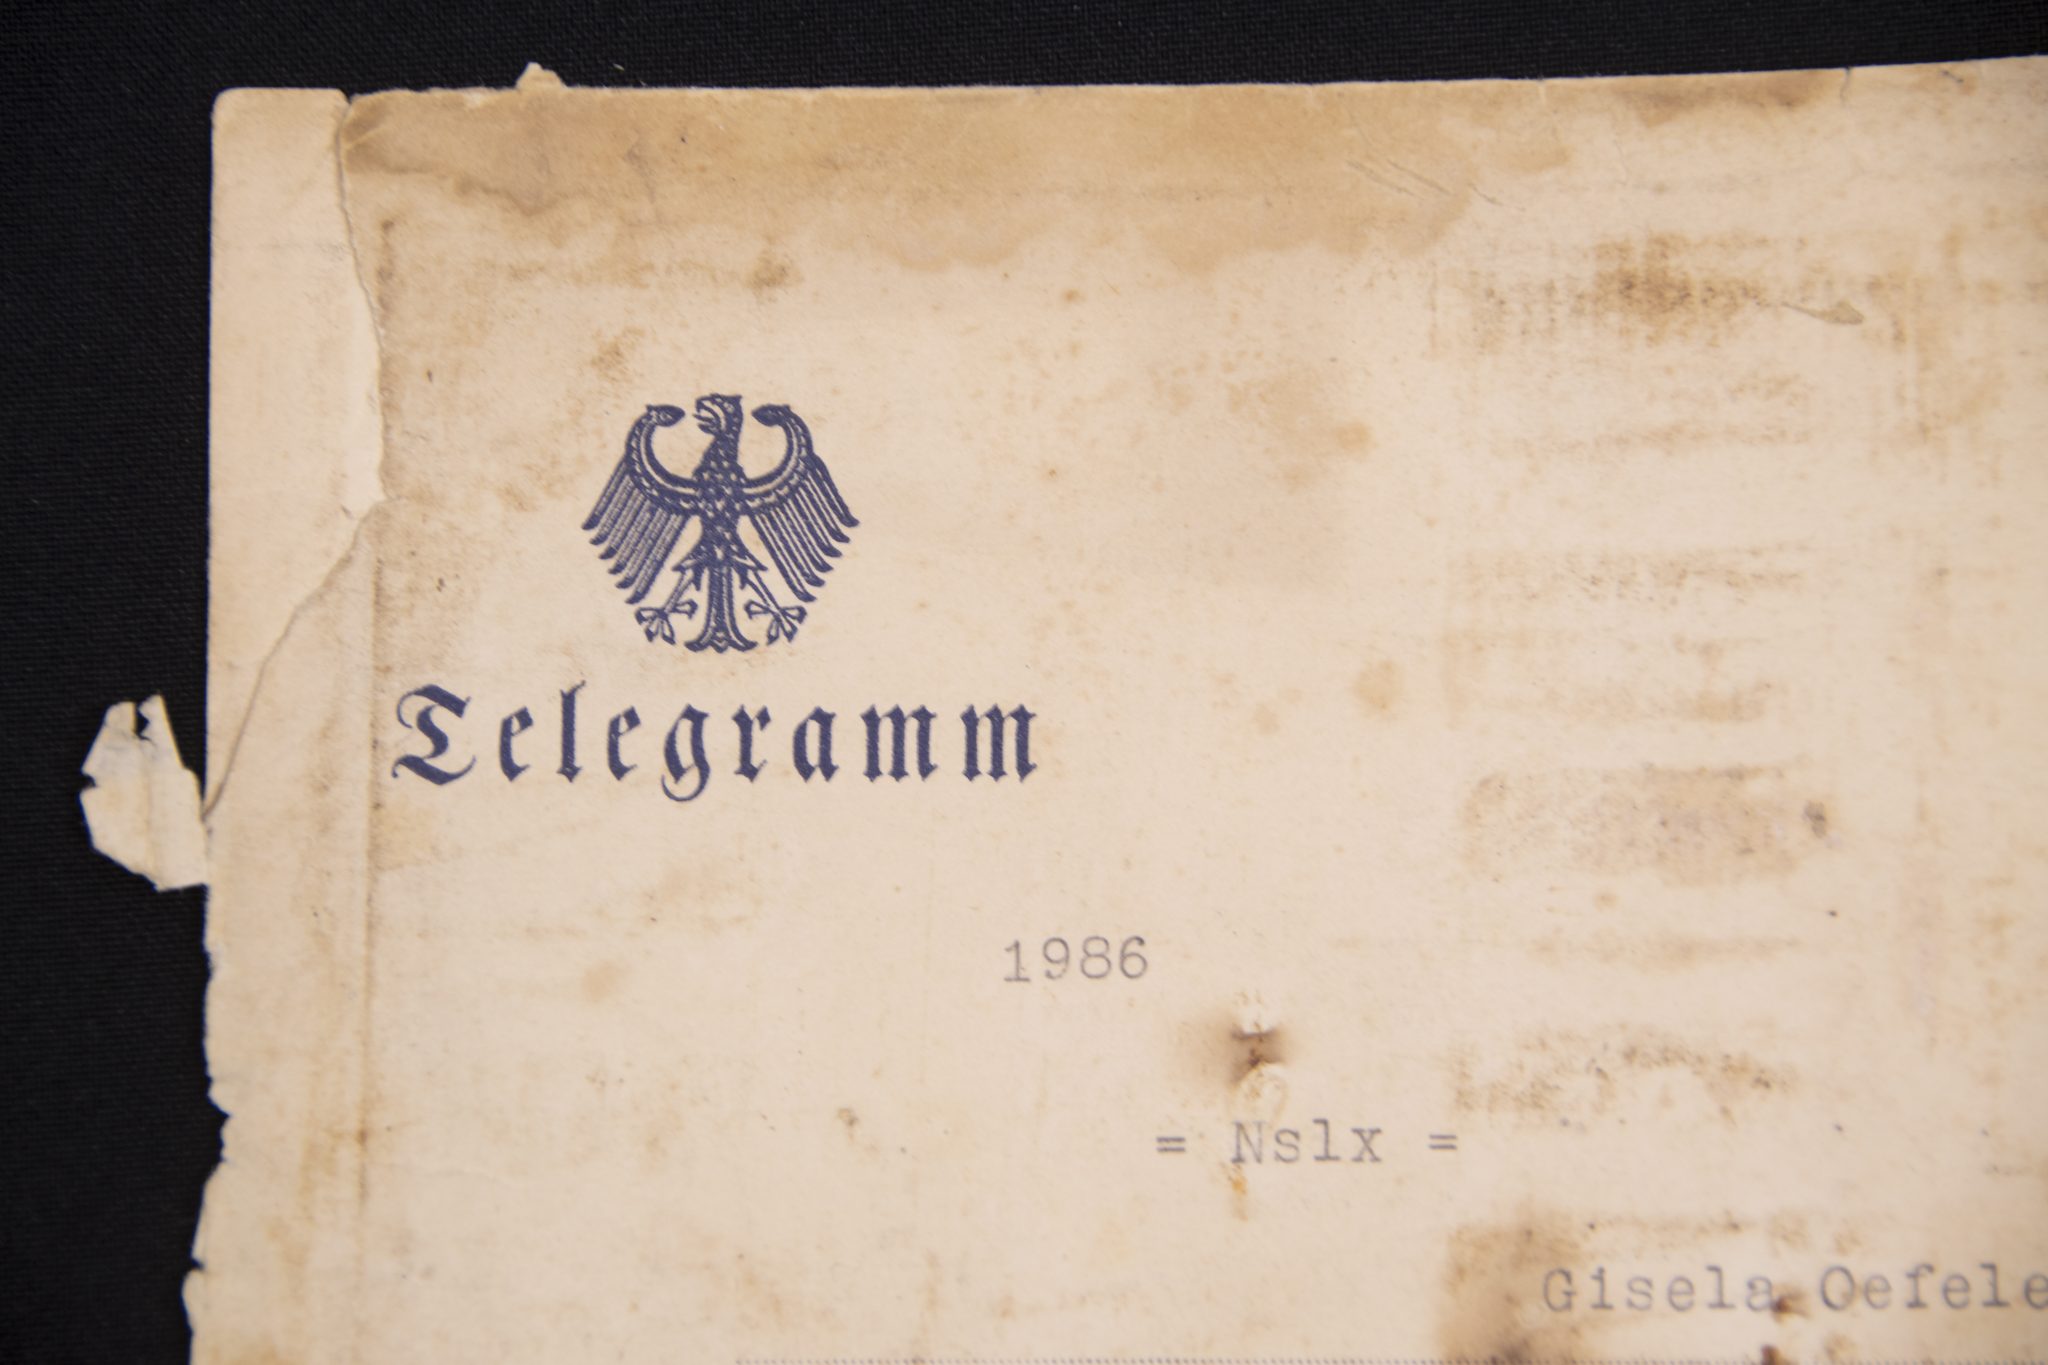 Telegramm
1986
= Nslx =
Gisela Oefele